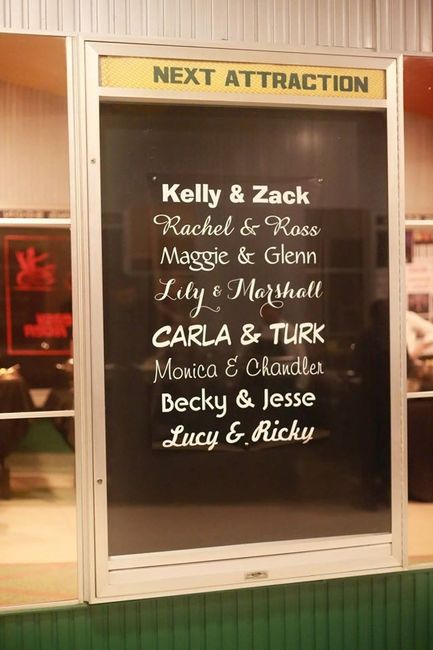 NEXT ATTRACTION
Kelly & Zack
Rachel & Ross
Maggie & Glenn
Lily & Marshall
CARLA & TURK
Monica & Chandler
Becky & Jesse
Lucy & Ricky